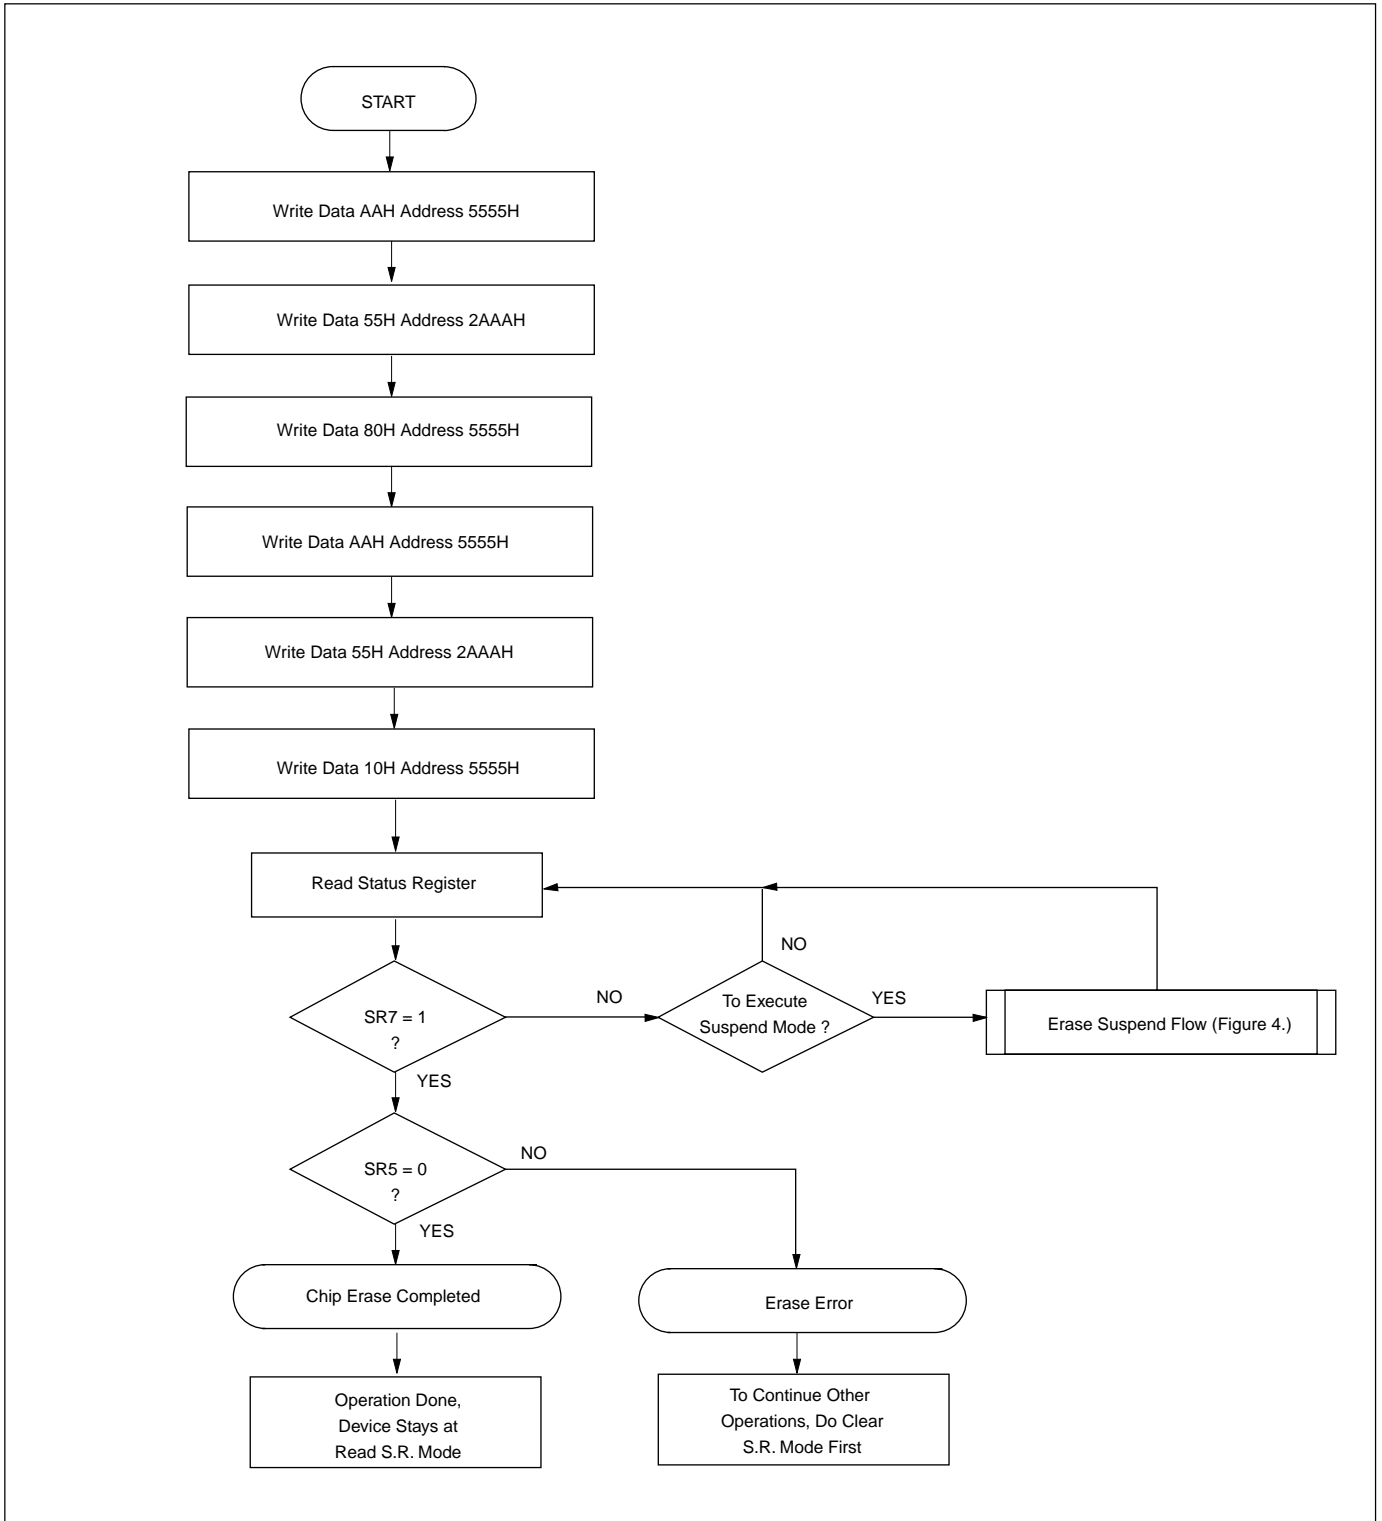 START
Write Data AAH Address 5555H
Write Data 55H Address 2AAAH
Write Data 80H Address 5555H
Write Data AAH Address 5555H
Write Data 55H Address 2AAAH
Write Data 10H Address 5555H
Read Status Register
NO
SR7 = 1
?
NO
To Execute
Suspend Mode ?
YES
Erase Suspend Flow (Figure 4.)
YES
SR5 = 0
?
NO
YES
Chip Erase Completed
Erase Error
Operation Done,
Device Stays at
Read S.R. Mode
To Continue Other
Operations, Do Clear
S.R. Mode First